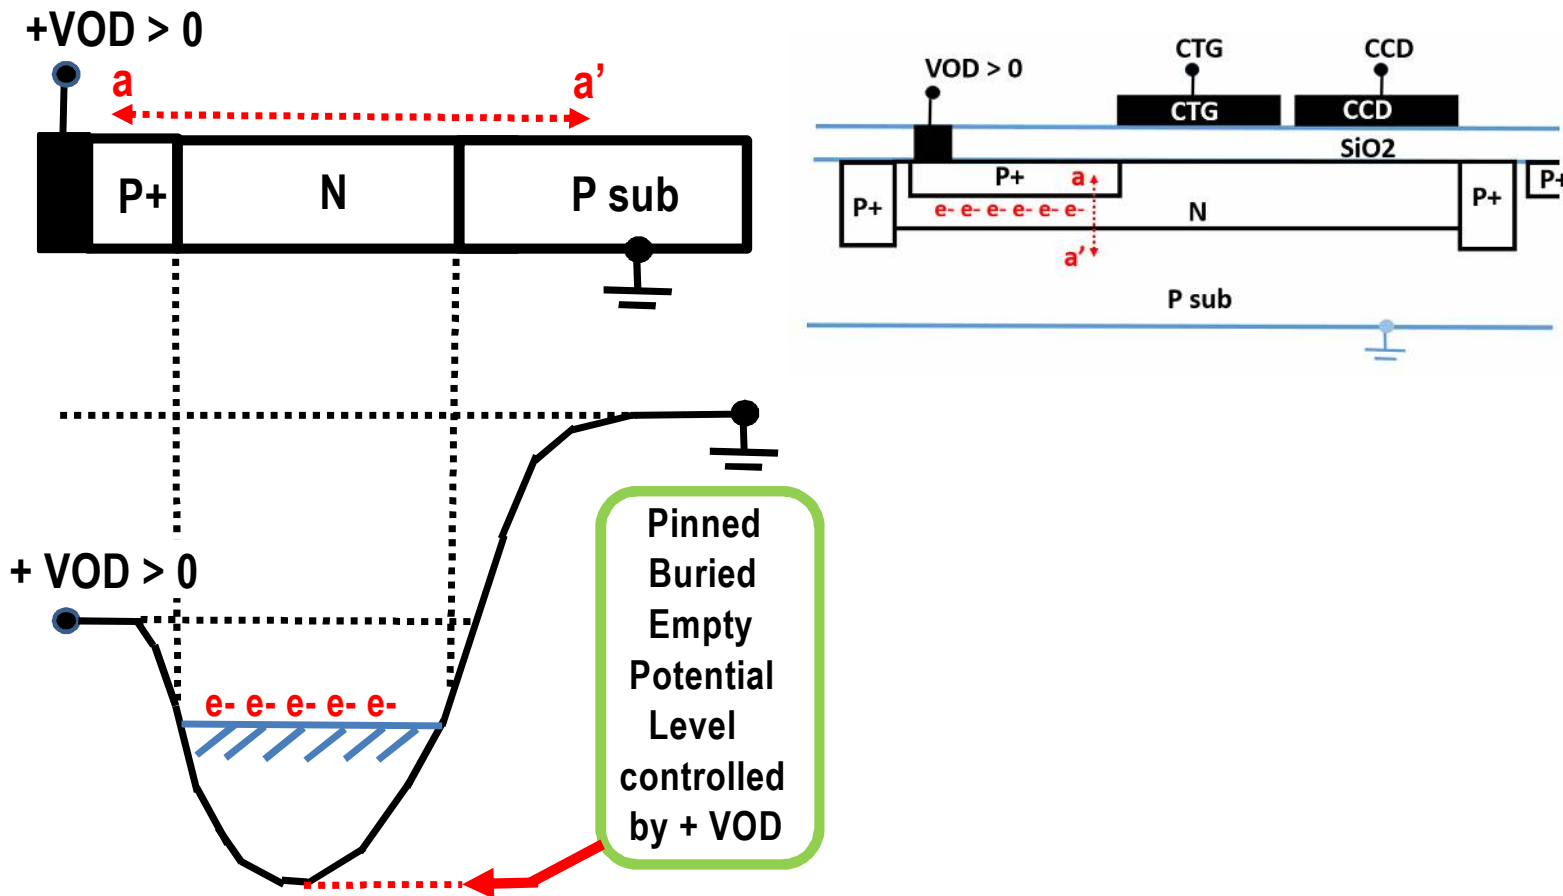 +VOD > 0
a
a’
P+
N
P sub
+ VOD > 0
e- e- e- e- e-
Pinned
Buried
Empty
Potential
Level
controlled
by + VOD
CTG
CCD
VOD > 0
CTG
CCD
SiO2
P+
a
P+
P+
P+
e- e- e- e- e- e-
N
a’
P sub